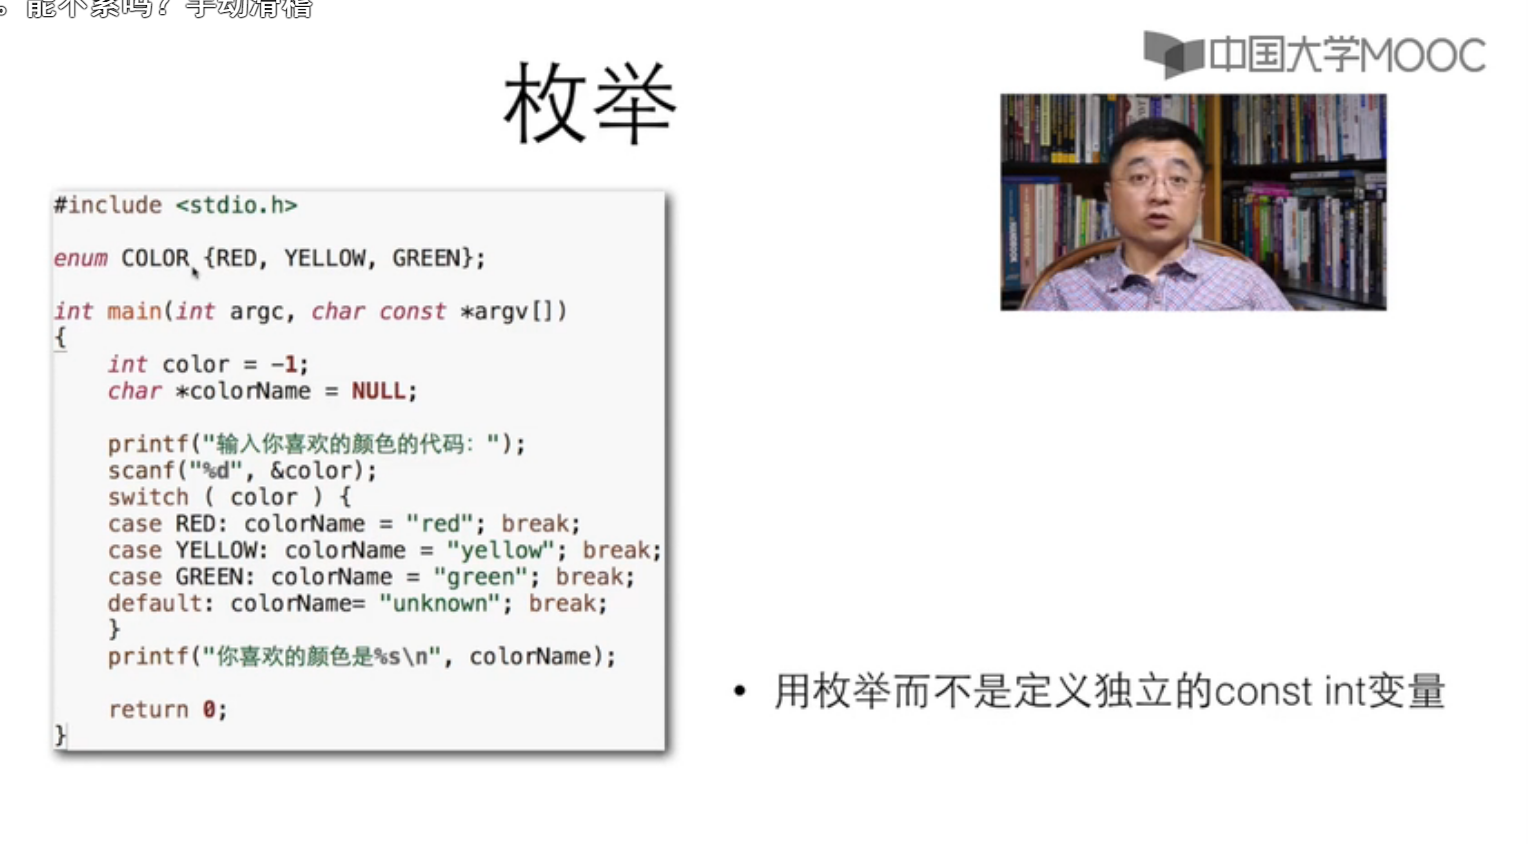 。能不累吗？手动滑稽
中国大学MOOC
枚举
#include <stdio.h>
enum COLOR {RED, YELLOW, GREEN};
int main(int argc, char const *argv[])
{
int color = -1;
char *colorName = NULL;
printf("输入你喜欢的颜色的代码：");
scanf("%d", &color);
switch ( color ) {
case RED: colorName = "red"; break;
case YELLOW: colorName = "yellow"; break;
case GREEN: colorName = "green"; break;
default: colorName= "unknown"; break;
}
printf("你喜欢的颜色是%s\n", colorName);
return 0;
}
• 用枚举而不是定义独立的const int变量